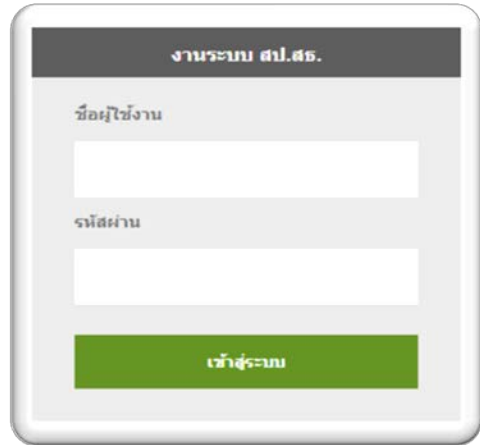 งานระบบ สป.สธ.
ชื่อผู้ใช้งาน
รหัสผ่าน
เข้าสู่ระบบ